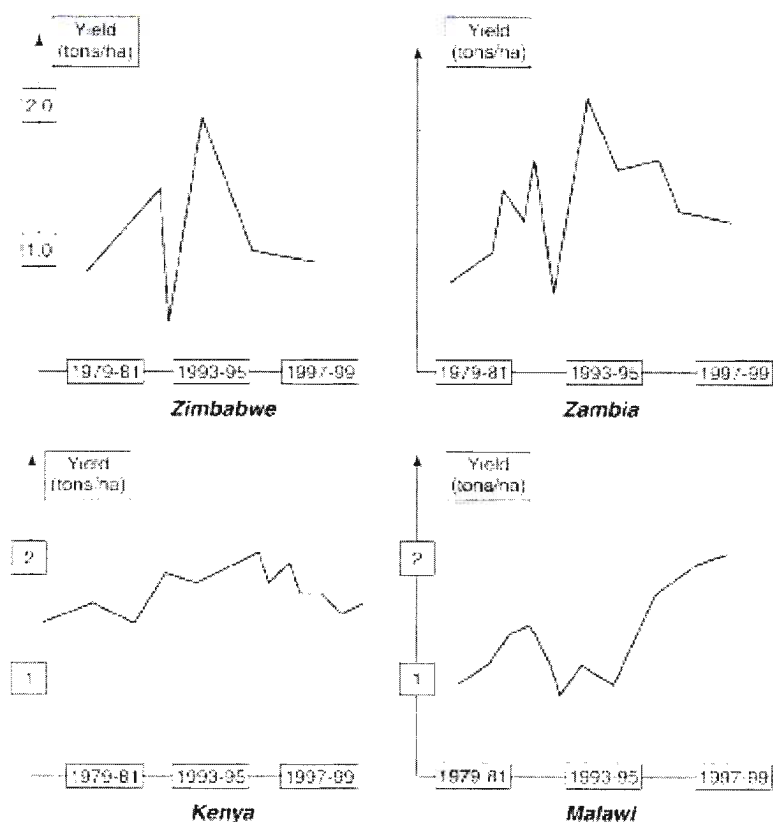 Yield
(tons/ha)
2.0
1.0
1979-81
1993-95
1997-99
Zimbabwe
Yield
(tons/ha)
1979-81
1993-95
1997-99
Zambia
Yield
(tons/ha)
2
1
1979-81
1993-95
1997-99
Kenya
Yield
(tons/ha)
2
1
1979-81
1993-95
1997-99
Malawi